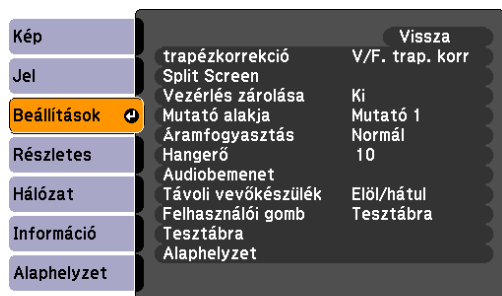 Kép
Jel
Beállítások
Részletes
Hálózat
Információ
Alaphelyzet
Vissza
trapézkorrekció V/F. trap. korr
Split Screen
Vezérlés zárolása Ki
Mutató alakja Mutató 1
Áramfogyasztás Normál
Hangerő 10
Audiobemenet
Távoli vevőkészülék Elöl/hátul
Felhasználói gomb Tesztábra
Tesztábra
Alaphelyzet